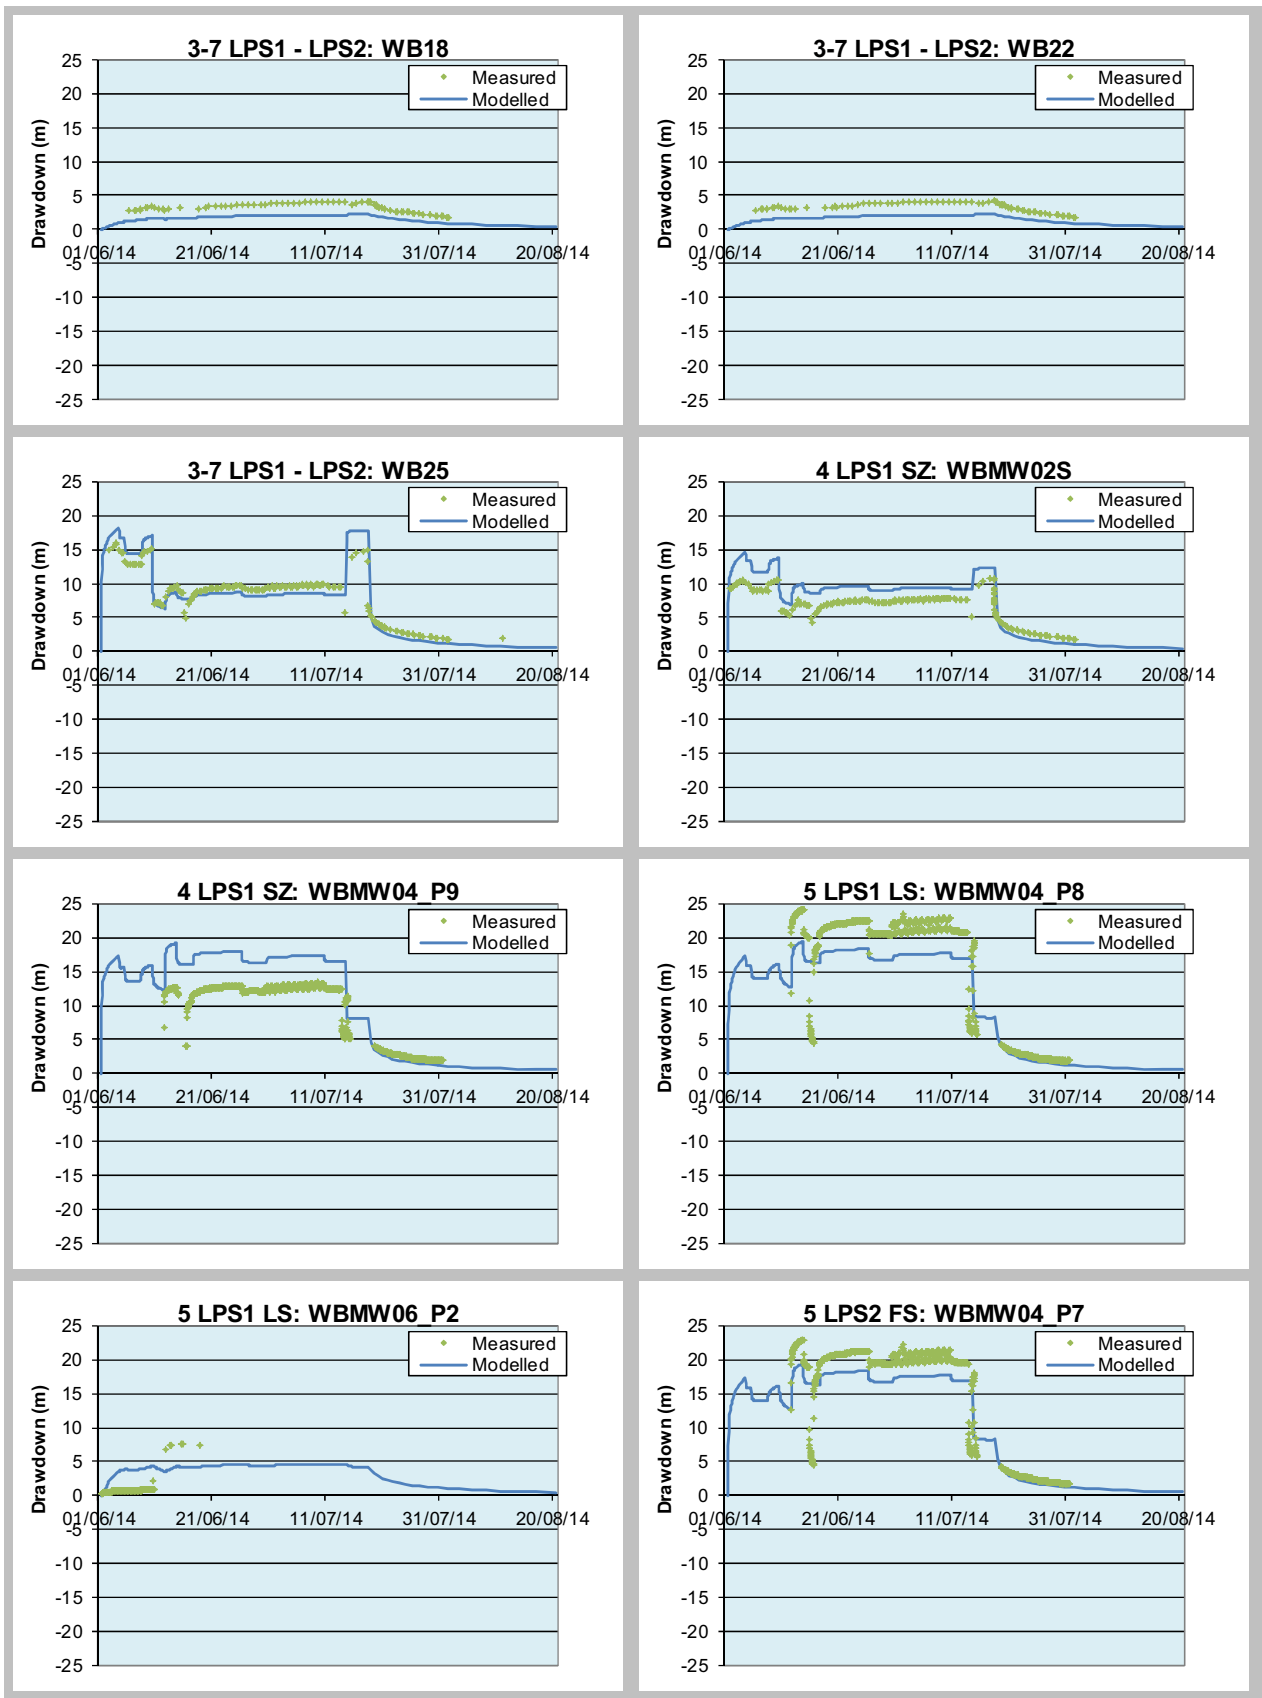 3-7 LPS1 - LPS2: WB18
Measured
Modelled
Drawdown (m)
25
20
15
10
5
0
-5
-10
-15
-20
-25
01/06/14 21/06/14 11/07/14 31/07/14 20/08/14
3-7 LPS1 - LPS2: WB22
Measured
Modelled
Drawdown (m)
25
20
15
10
5
0
-5
-10
-15
-20
-25
01/06/14 21/06/14 11/07/14 31/07/14 20/08/14
3-7 LPS1 - LPS2: WB25
Measured
Modelled
Drawdown (m)
25
20
15
10
5
0
-5
-10
-15
-20
-25
01/06/14 21/06/14 11/07/14 31/07/14 20/08/14
4 LPS1 SZ: WBMW02S
Measured
Modelled
Drawdown (m)
25
20
15
10
5
0
-5
-10
-15
-20
-25
01/06/14 21/06/14 11/07/14 31/07/14 20/08/14
4 LPS1 SZ: WBMW04_P9
Measured
Modelled
Drawdown (m)
25
20
15
10
5
0
-5
-10
-15
-20
-25
01/06/14 21/06/14 11/07/14 31/07/14 20/08/14
5 LPS1 LS: WBMW04_P8
Measured
Modelled
Drawdown (m)
25
20
15
10
5
0
-5
-10
-15
-20
-25
01/06/14 21/06/14 11/07/14 31/07/14 20/08/14
5 LPS1 LS: WBMW06_P2
Measured
Modelled
Drawdown (m)
25
20
15
10
5
0
-5
-10
-15
-20
-25
01/06/14 21/06/14 11/07/14 31/07/14 20/08/14
5 LPS2 FS: WBMW04_P7
Measured
Modelled
Drawdown (m)
25
20
15
10
5
0
-5
-10
-15
-20
-25
01/06/14 21/06/14 11/07/14 31/07/14 20/08/14